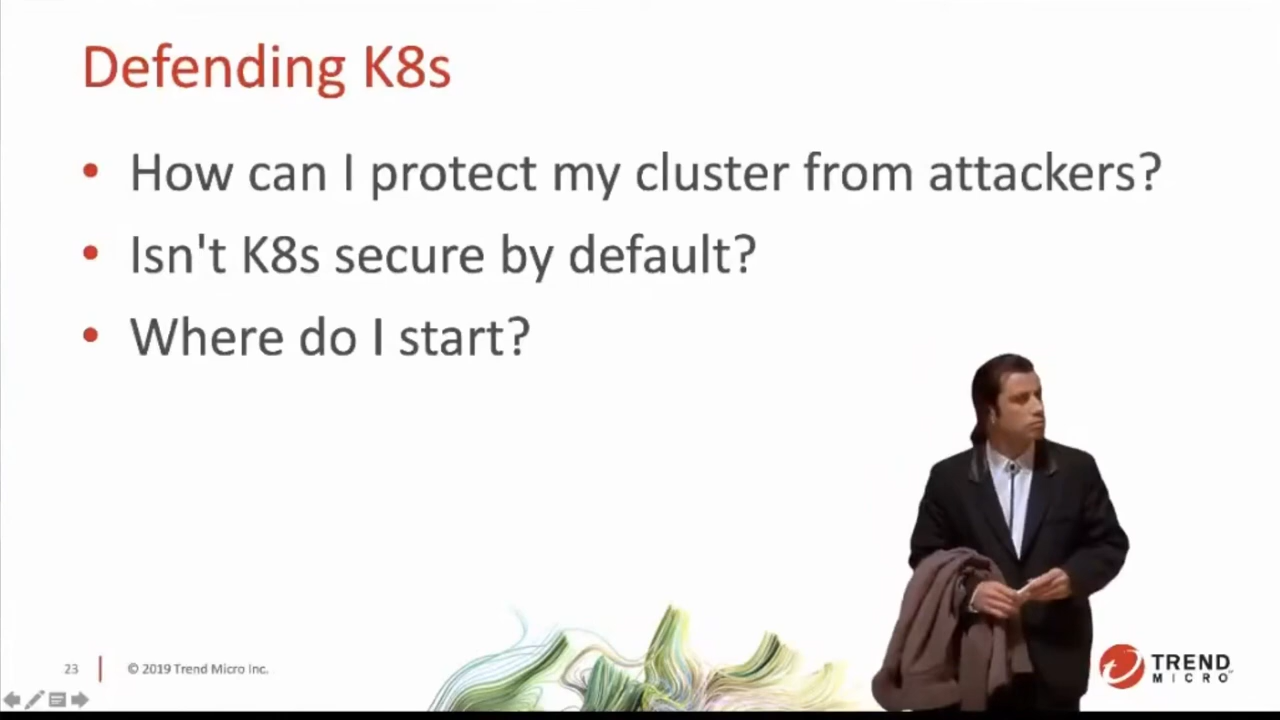 Defending K8s
• How can I protect my cluster from attackers?
• Isn't K8s secure by default?
• Where do I start?
23
© 2019 Trend Micro Inc.
TREND
MICRO